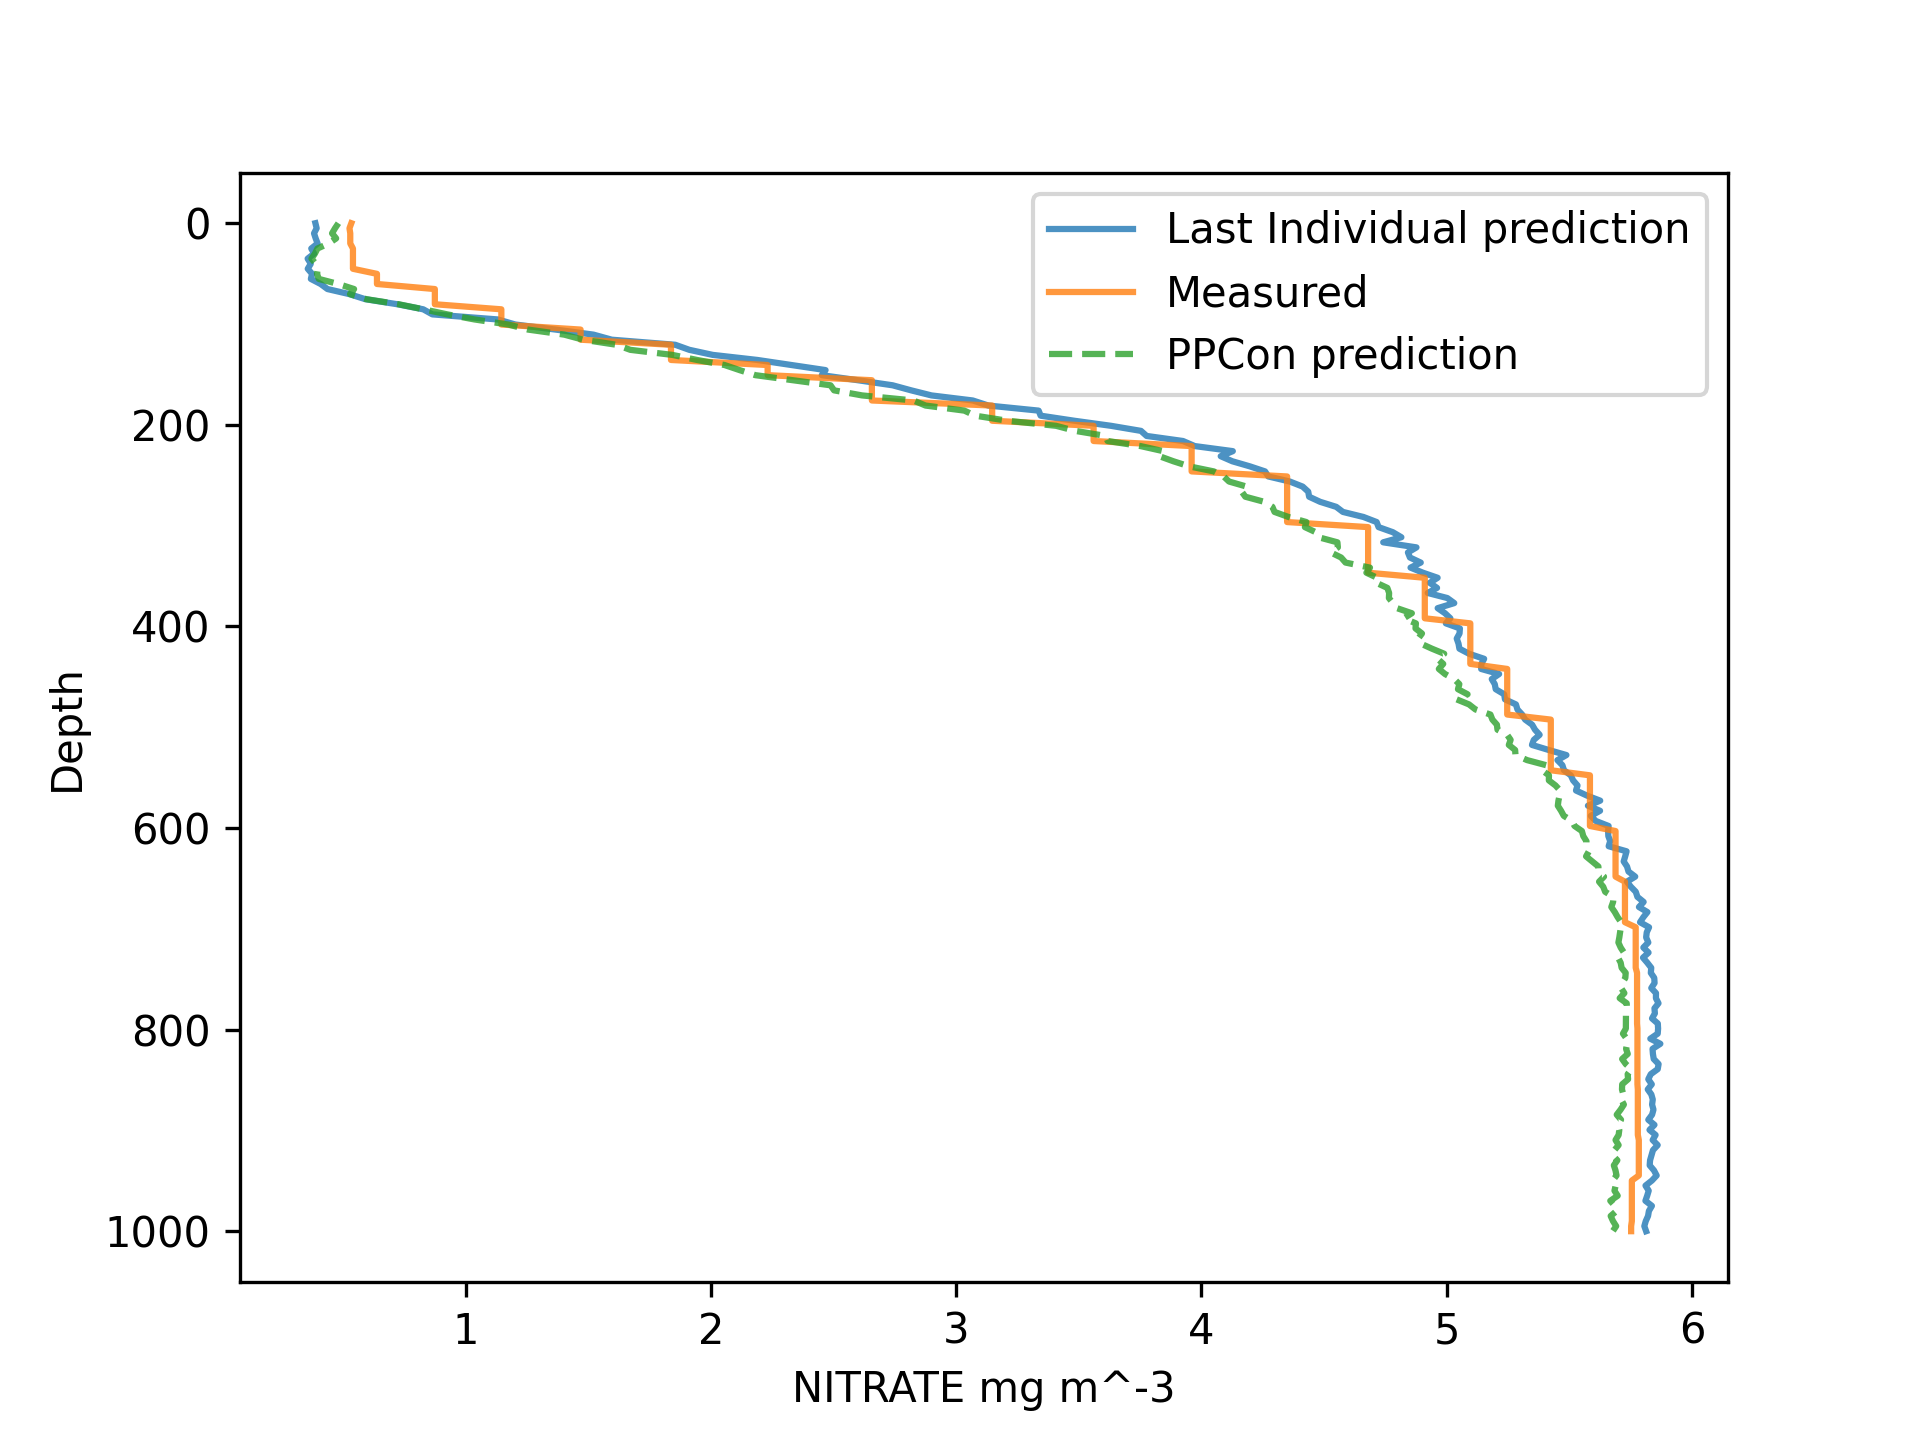 Last Individual prediction
Measured
PPCon prediction
0
200
400
600
800
1000
Depth
1 2 3 4 5 6
NITRATE mg m^-3